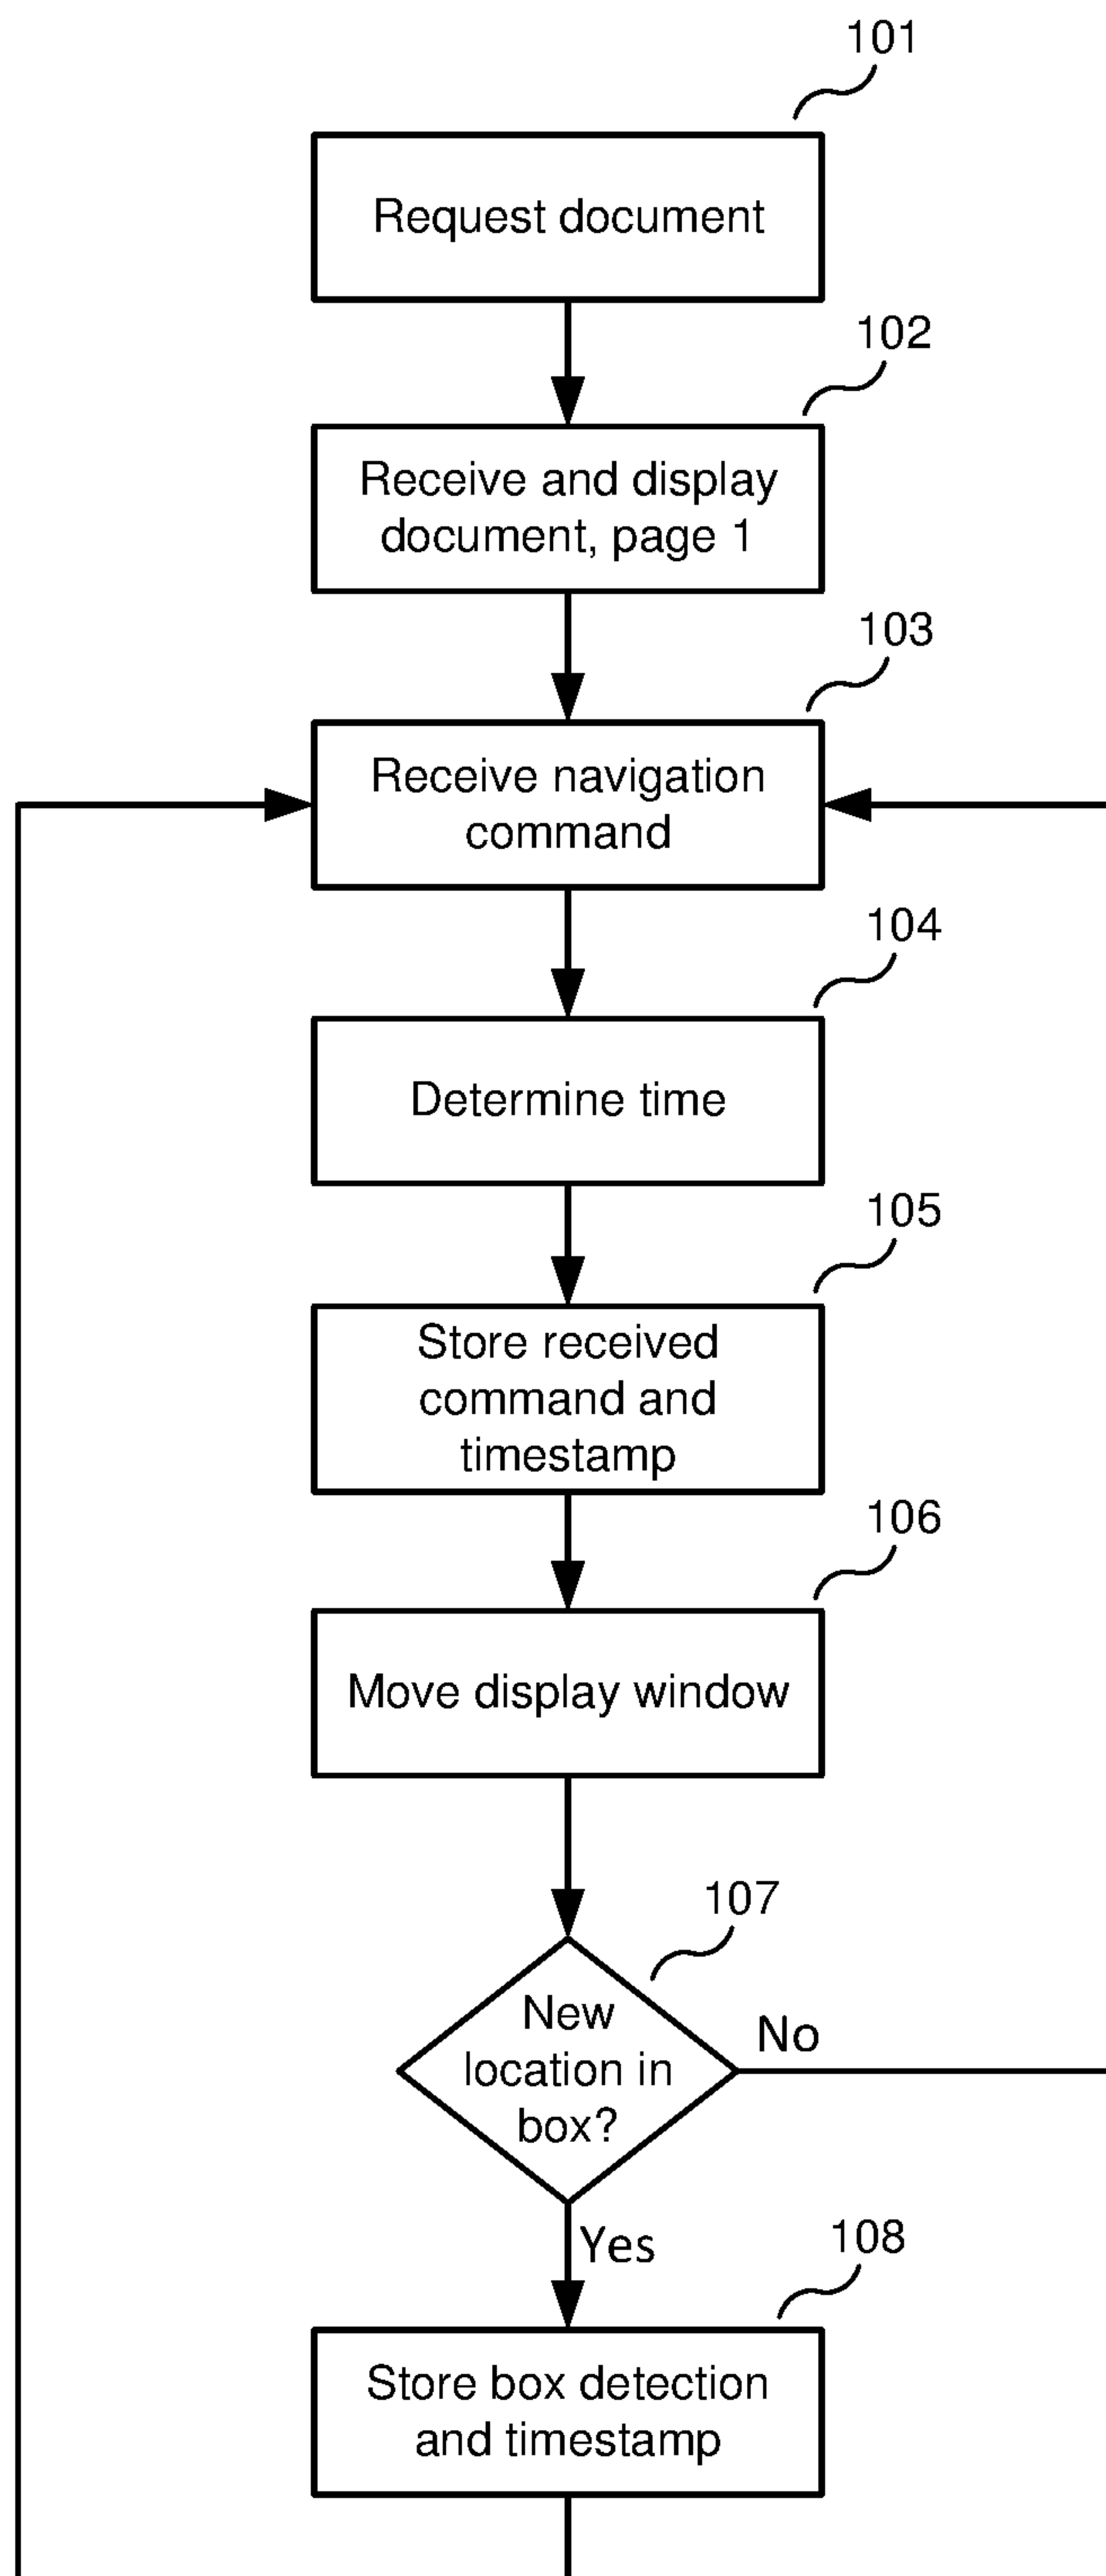 101
Request document
102
Receive and display
document, page 1
103
Receive navigation
command
104
Determine time
105
Store received
command and
timestamp
106
Move display window
107
New
location in
box?
No
Yes
108
Store box detection
and timestamp